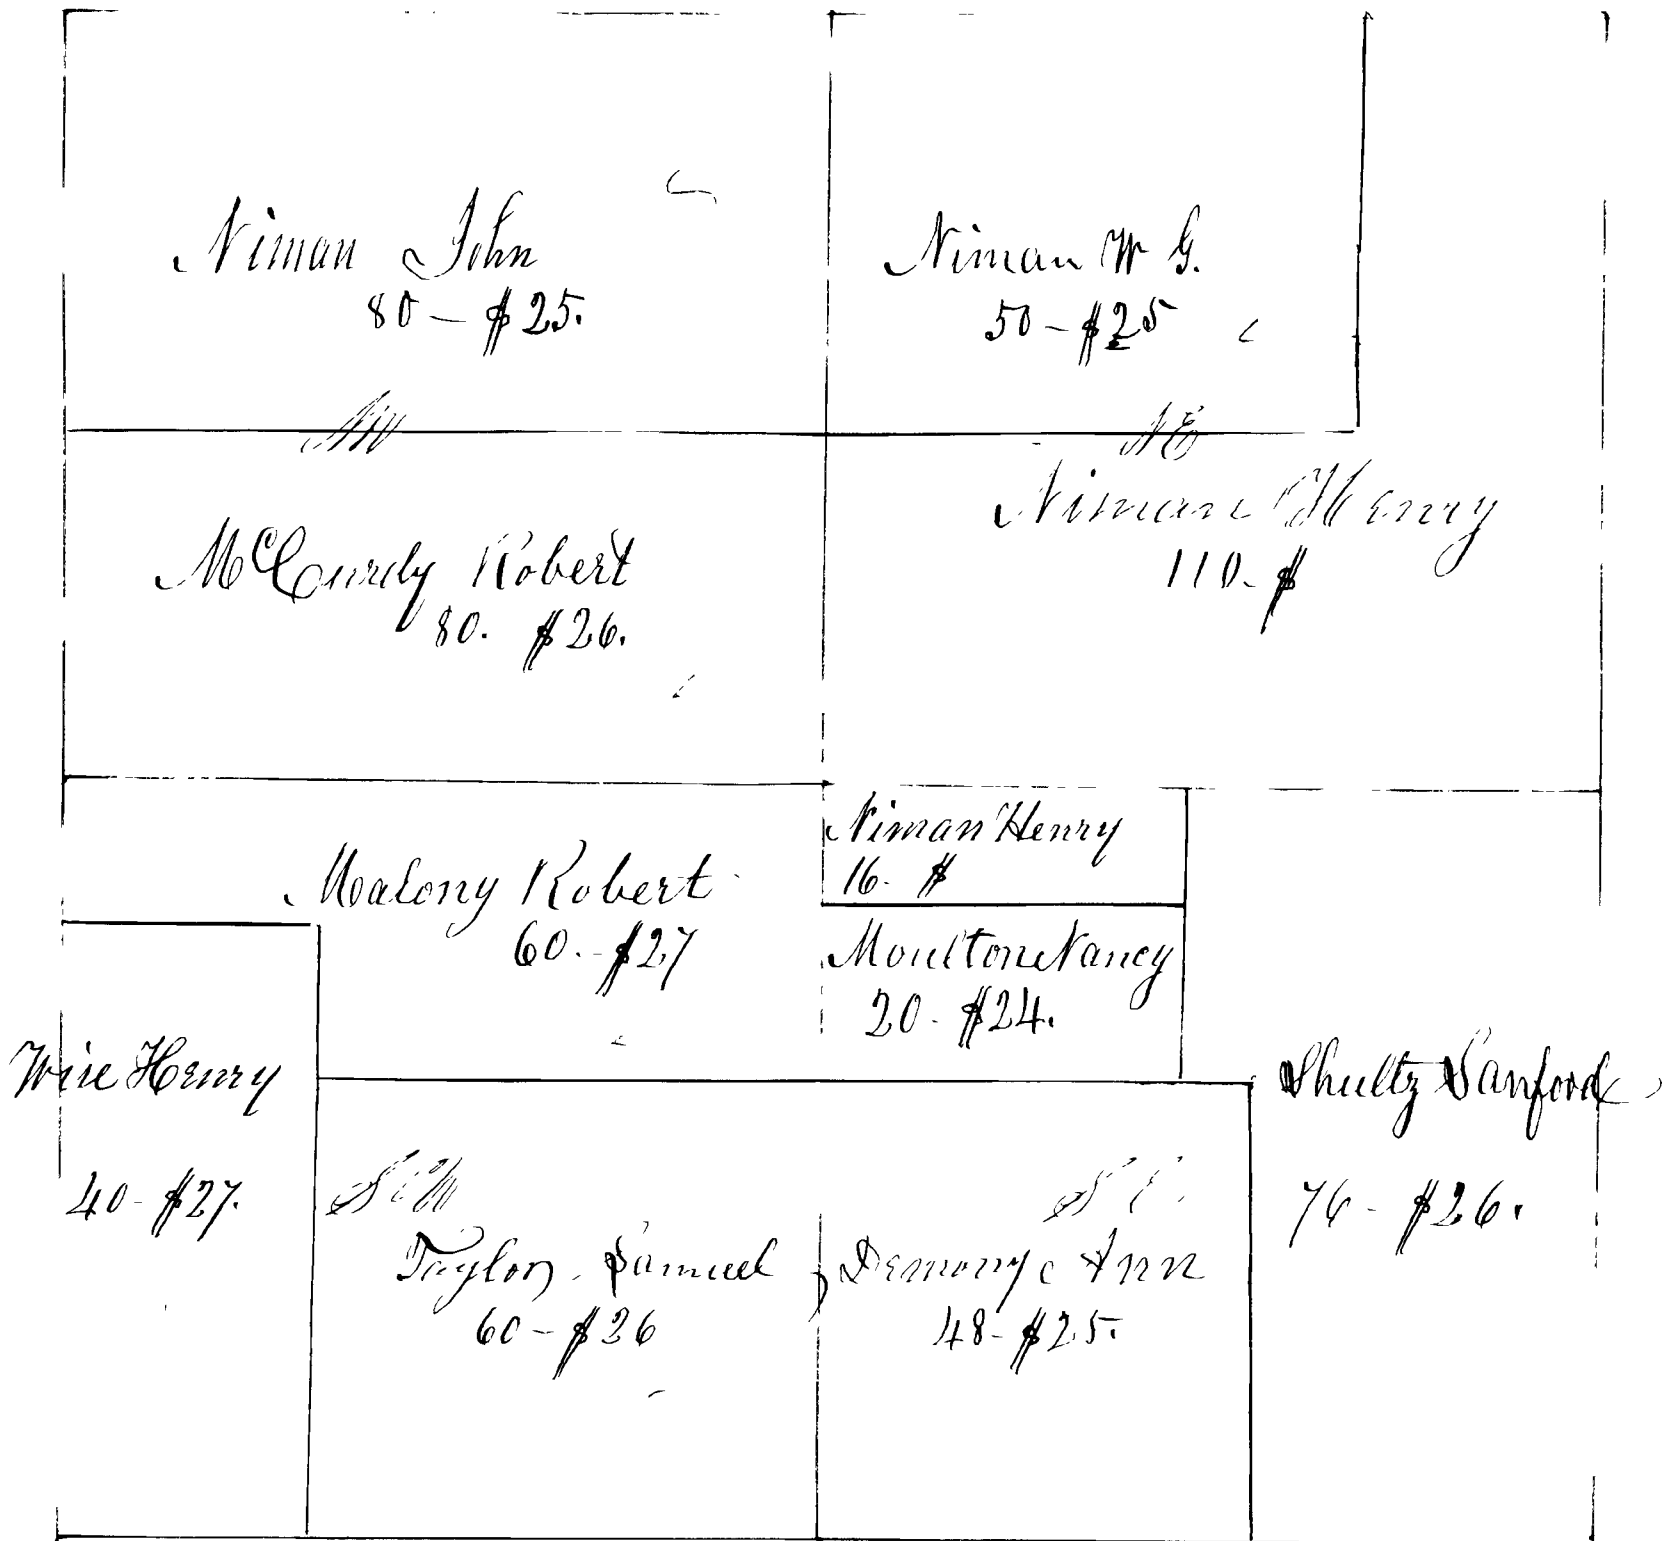 Niman John
80 – $25.
Niman W G.
50 – $25
NW
NE
McCurdy Robert
80. $26.
Niman Henry
110. $
Malony Robert
60. - $27
Niman Henry
16. $
Moulton Nancy
20 - $24.
Wise Henry
40 - $27.
Shultz Sanford
76 - $26.
SW
SE
Taylor Samuel
60 – $26
Ann
48 - $25.